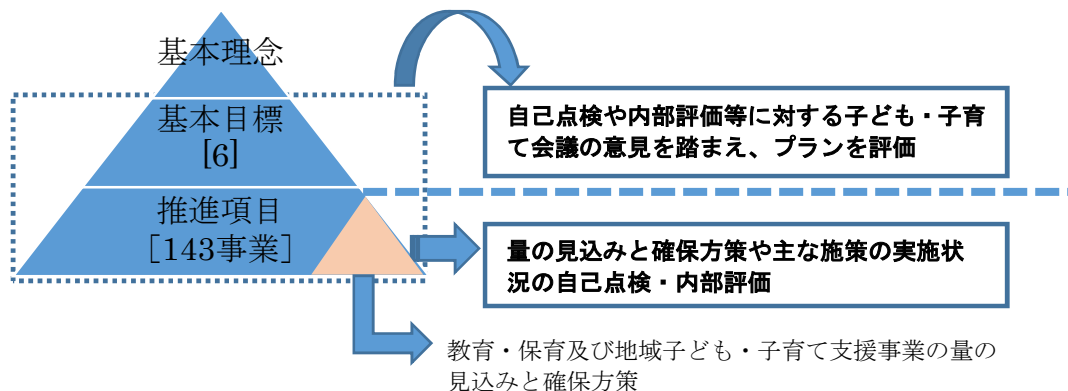 基本理念
基本目標
[6]
推進項目
[143事業]
自己点検や内部評価等に対する子ども・子育
て会議の意見を踏まえ、プランを評価
量の見込みと確保方策や主な施策の実施状
況の自己点検・内部評価
教育・保育及び地域子ども・子育て支援事業の量の
見込みと確保方策